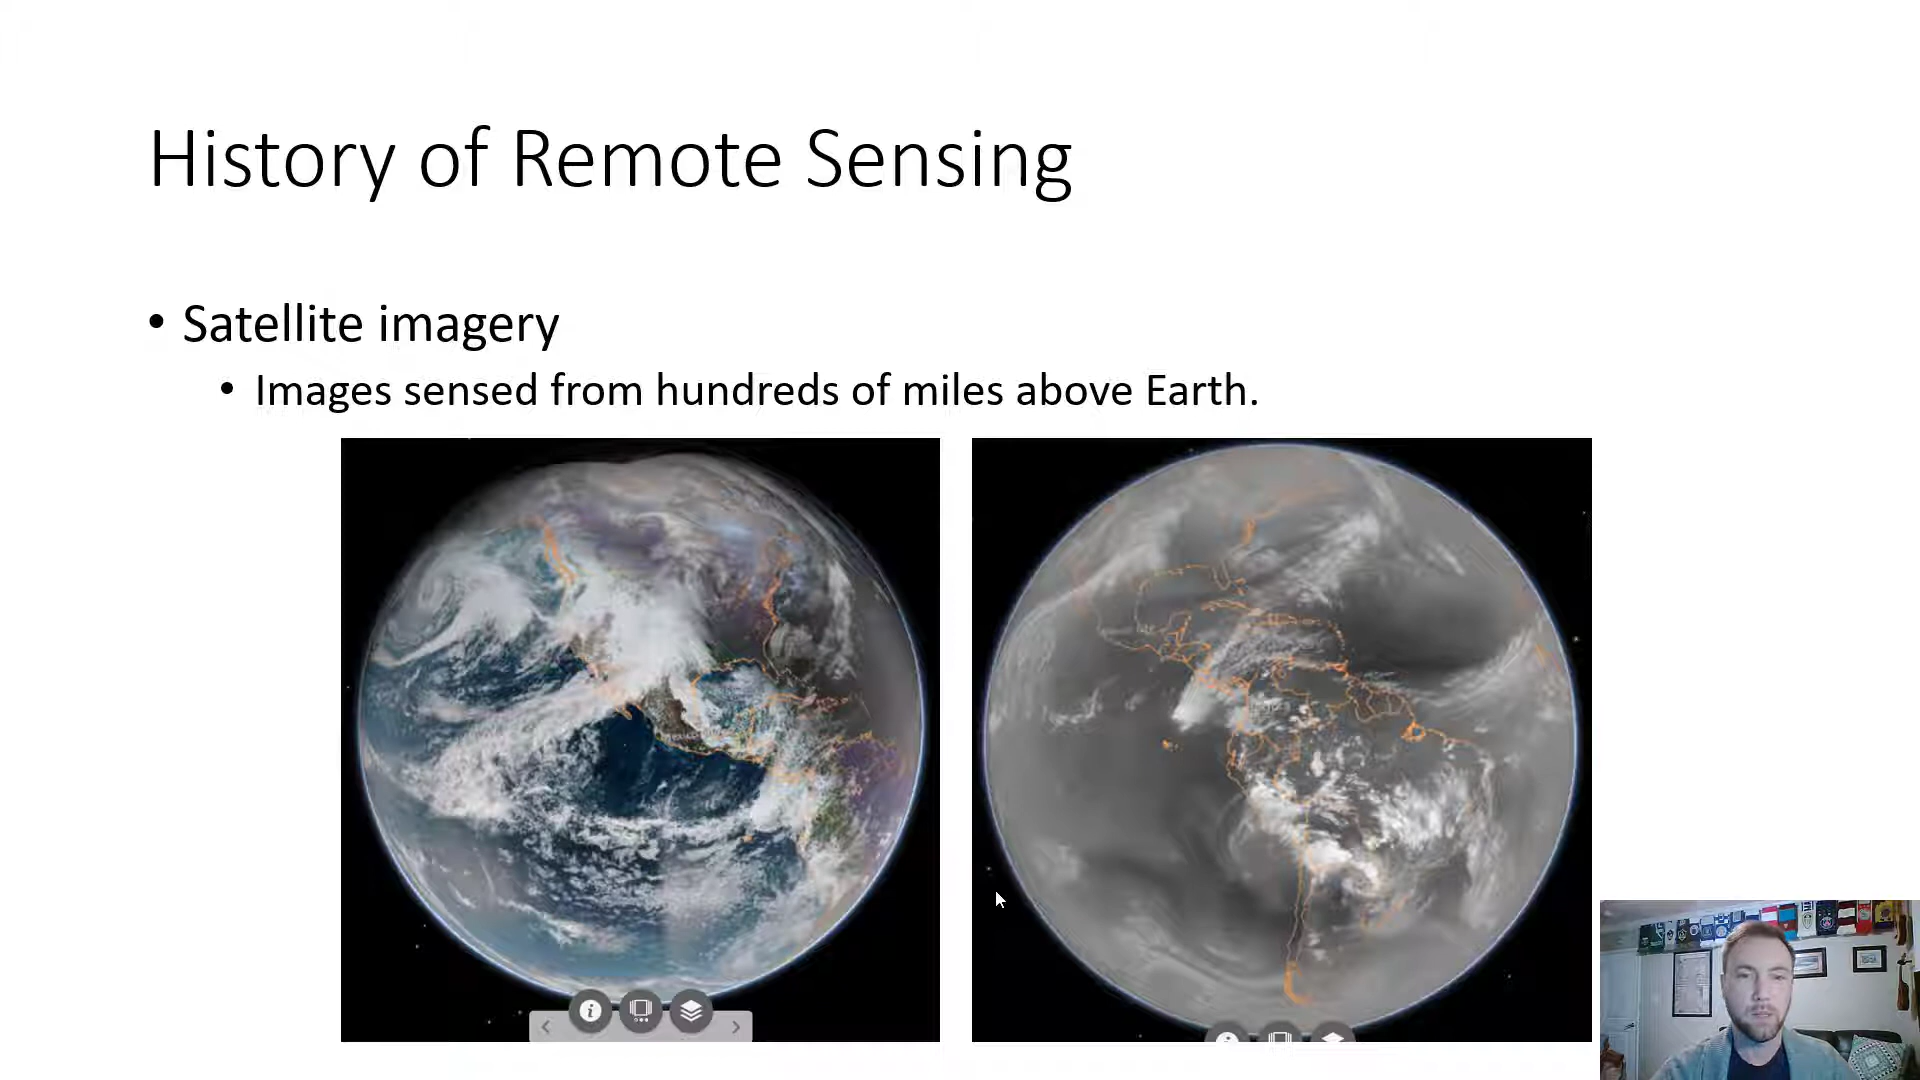 History of Remote Sensing
• Satellite imagery
• Images sensed from hundreds of miles above Earth.